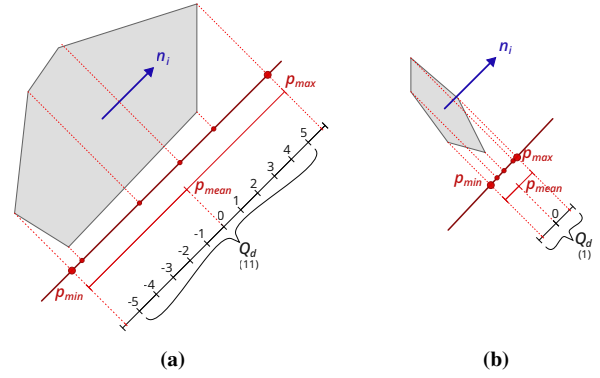 n_i
p_max
5
4
3
2
1
0
-1
-2
-3
-4
-5
p_mean
Q_d
(11)
p_min
(a)
n_i
p_max
p_min
p_mean
0
Q_d
(1)
(b)